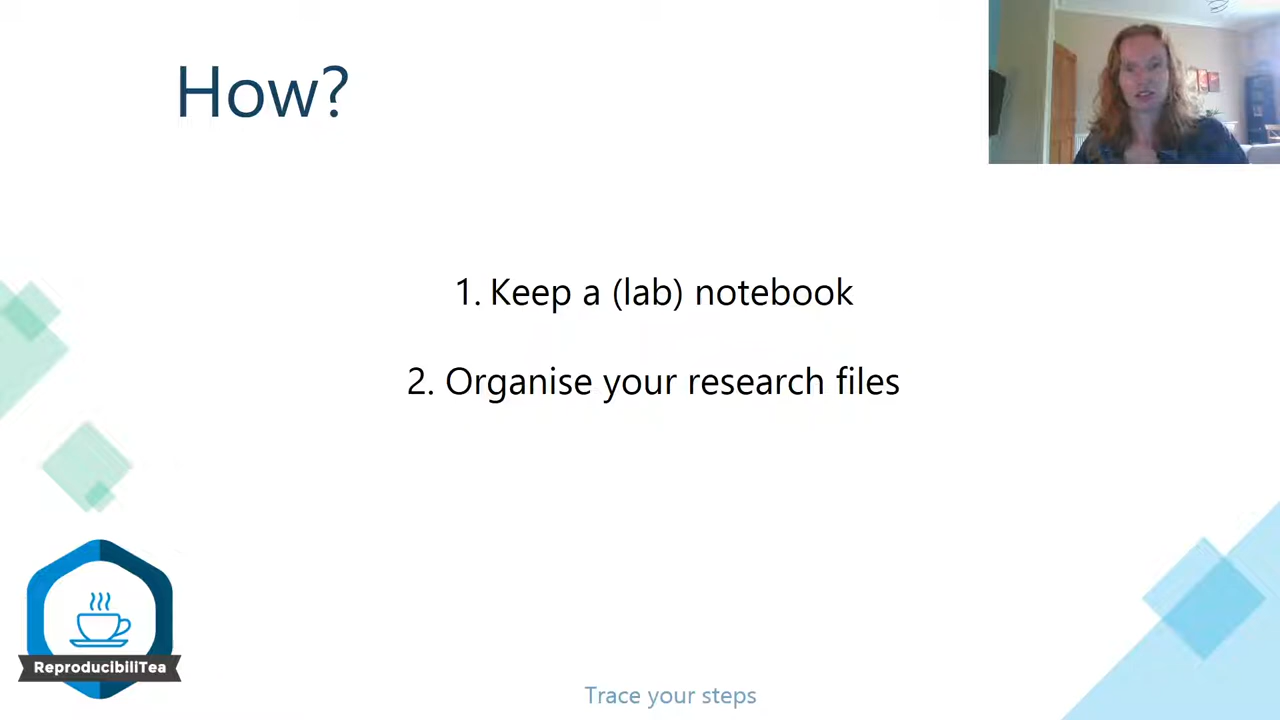 How?
1. Keep a (lab) notebook
2. Organise your research files
ReproducibiliTea
Trace your steps